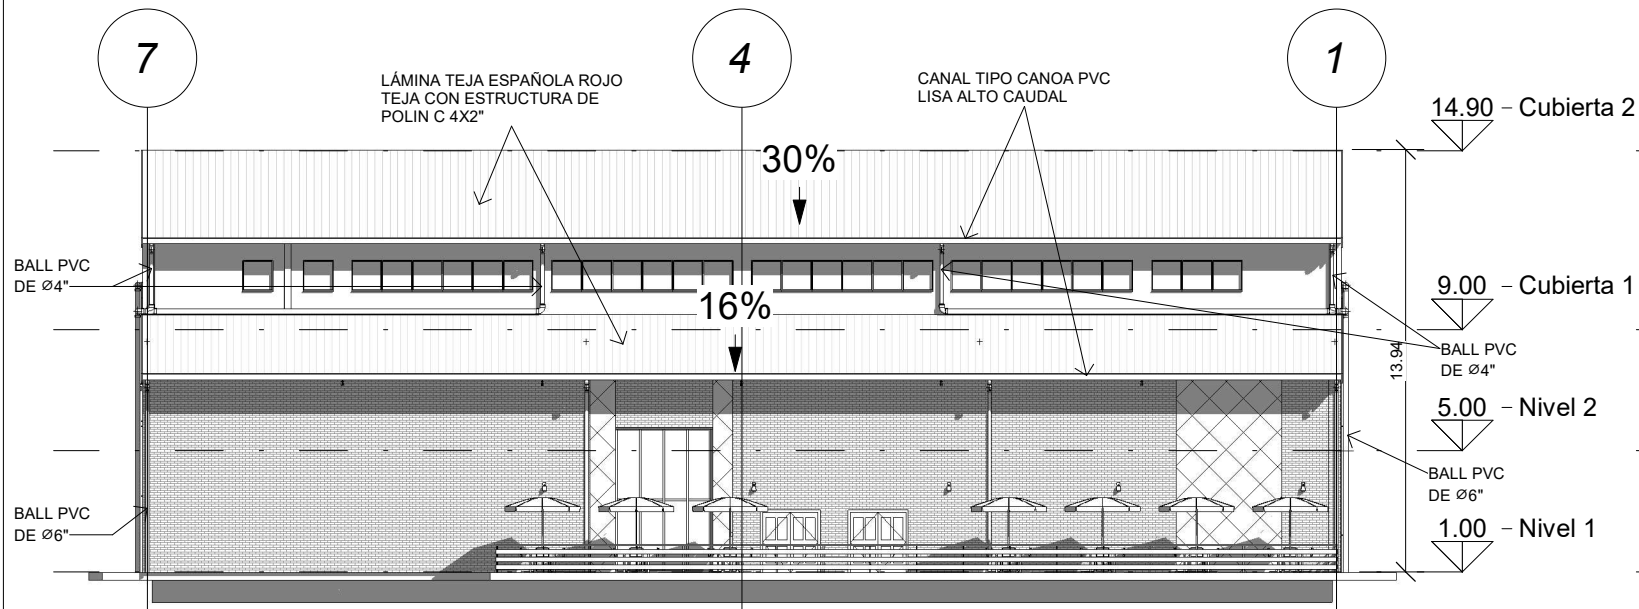 7
4
1
LÁMINA TEJA ESPAÑOLA ROJO
TEJA CON ESTRUCTURA DE
POLIN C 4X2"
CANAL TIPO CANOA PVC
LISA ALTO CAUDAL
14.90 - Cubierta 2
30%
BALL PVC
DE Ø4"
9.00 - Cubierta 1
16%
13.94
BALL PVC
DE Ø4"
5.00 - Nivel 2
BALL PVC
DE Ø6"
BALL PVC
DE Ø6"
1.00 - Nivel 1